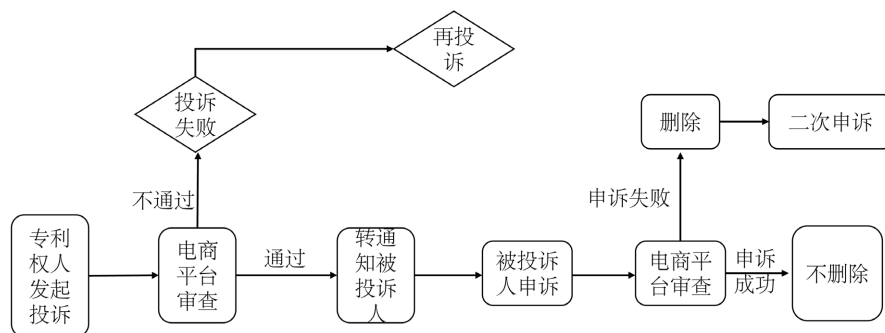 再投
诉
投诉
失败
删除
二次申诉
不通过
申诉失败
专利
权人
发起
投诉
电商
平台
审查
通过
转通
知被
投诉
人
被投诉
人申诉
电商平
台审查
申诉
成功
不删除